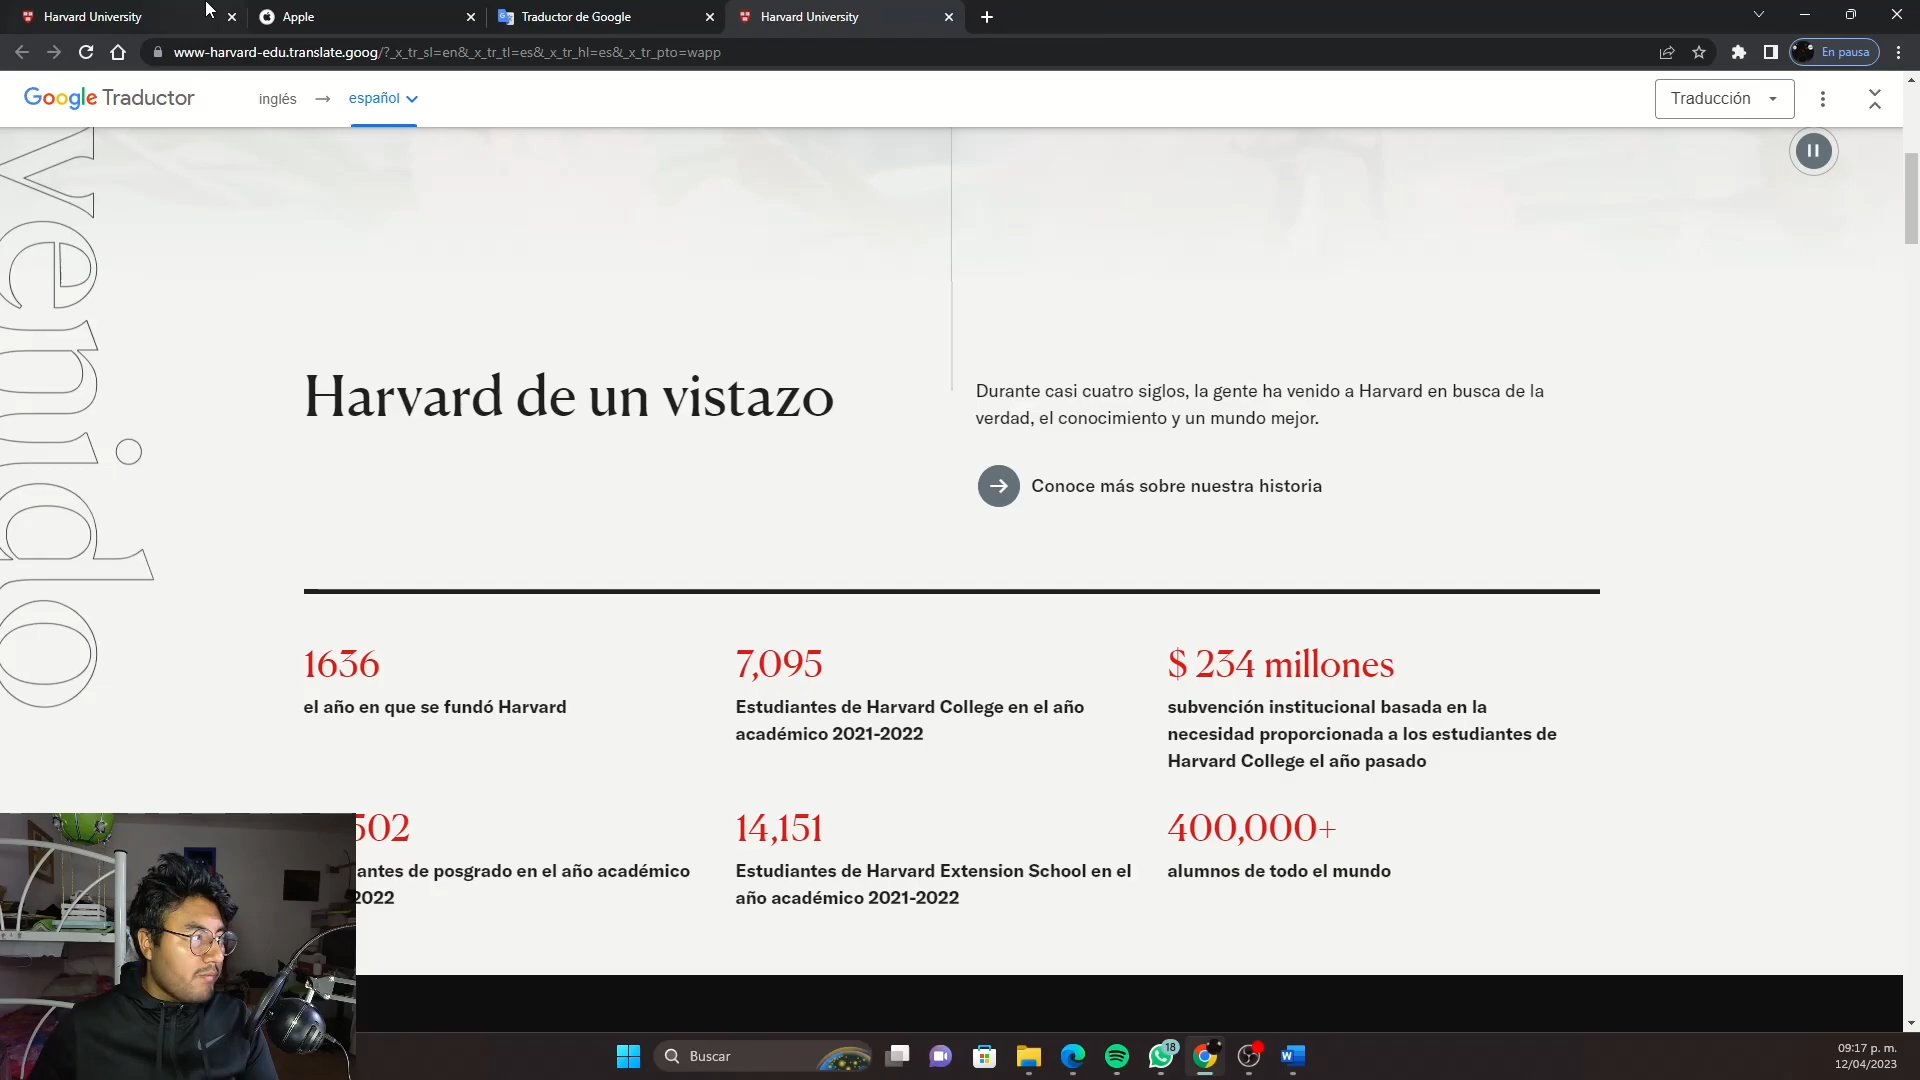 Harvard University
Apple
Traductor de Google
Harvard University
www-harvard-edu.translate.goog/?_x_tr_sl=en&_x_tr_tl=es&_x_tr_hl=es&_x_tr_pto=wapp
En pausa
Google Traductor
inglés → español
Traducción
venido
Harvard de un vistazo
Durante casi cuatro siglos, la gente ha venido a Harvard en busca de la
verdad, el conocimiento y un mundo mejor.
Conoce más sobre nuestra historia
1636
el año en que se fundó Harvard
7,095
Estudiantes de Harvard College en el año
académico 2021-2022
$ 234 millones
subvención institucional basada en la
necesidad proporcionada a los estudiantes de
Harvard College el año pasado
502
antes de posgrado en el año académico
2022
14,151
Estudiantes de Harvard Extension School en el
año académico 2021-2022
400,000+
alumnos de todo el mundo
Buscar
18
09:17 p. m.
12/04/2023